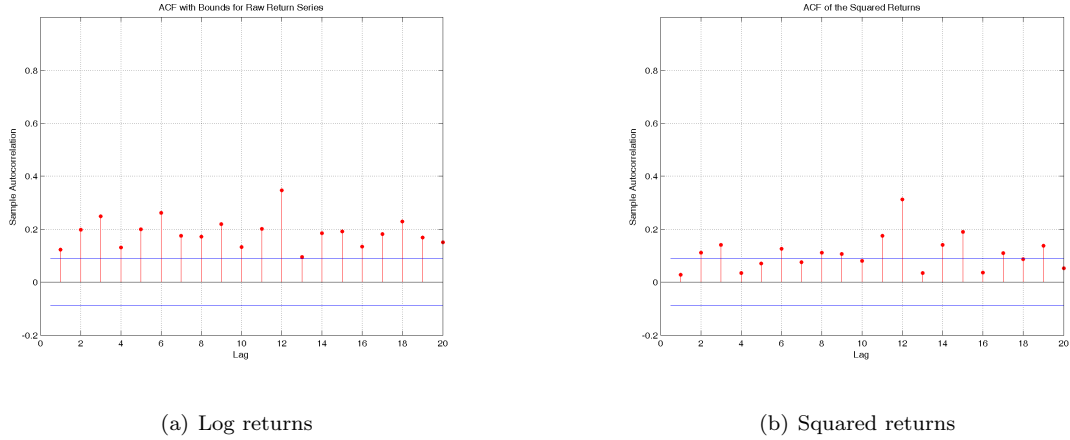 ACF with Bounds for Raw Return Series
0.8
0.6
0.4
0.2
0
-0.2
Sample Autocorrelation
0 2 4 6 8 10 12 14 16 18 20
Lag
(a) Log returns
ACF of the Squared Returns
0.8
0.6
0.4
0.2
0
-0.2
Sample Autocorrelation
0 2 4 6 8 10 12 14 16 18 20
Lag
(b) Squared returns